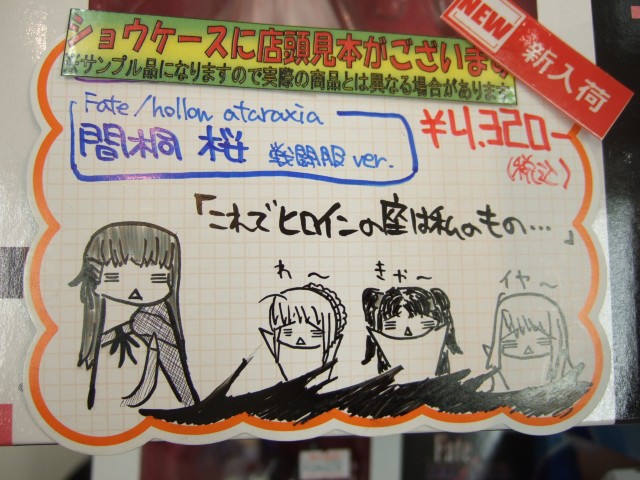 ショウケースに店頭見本がございます
※サンプル品になりますので実際の商品とは異なる場合があります
NEW
新入荷
Fate/hollow ataraxia
間桐 桜 戦闘服 ver.
¥4,320-
(税込)
「これでヒロインの座は私のもの…」
わ〜
きゃ〜
イヤ〜
Fate